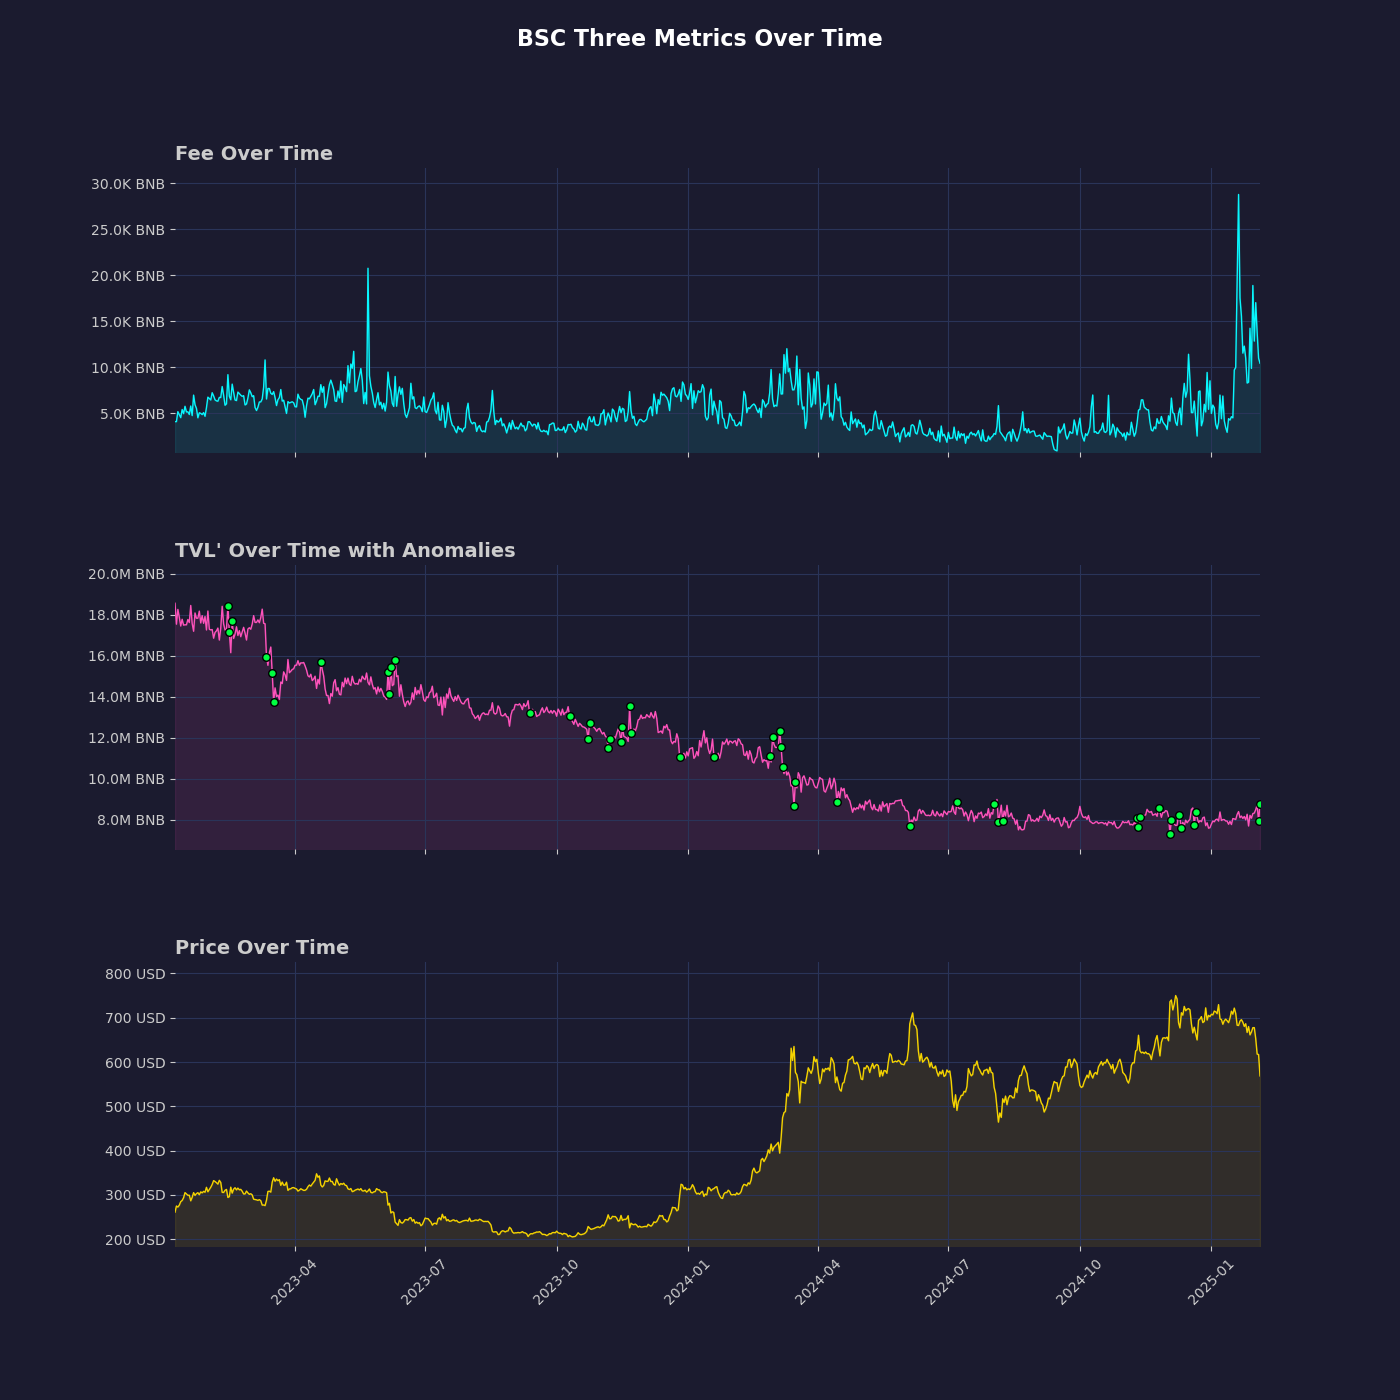 BSC Three Metrics Over Time
Fee Over Time
30.0K BNB
25.0K BNB
20.0K BNB
15.0K BNB
10.0K BNB
5.0K BNB
TVL' Over Time with Anomalies
20.0M BNB
18.0M BNB
16.0M BNB
14.0M BNB
12.0M BNB
10.0M BNB
8.0M BNB
Price Over Time
800 USD
700 USD
600 USD
500 USD
400 USD
300 USD
200 USD
2023-04
2023-07
2023-10
2024-01
2024-04
2024-07
2024-10
2025-01